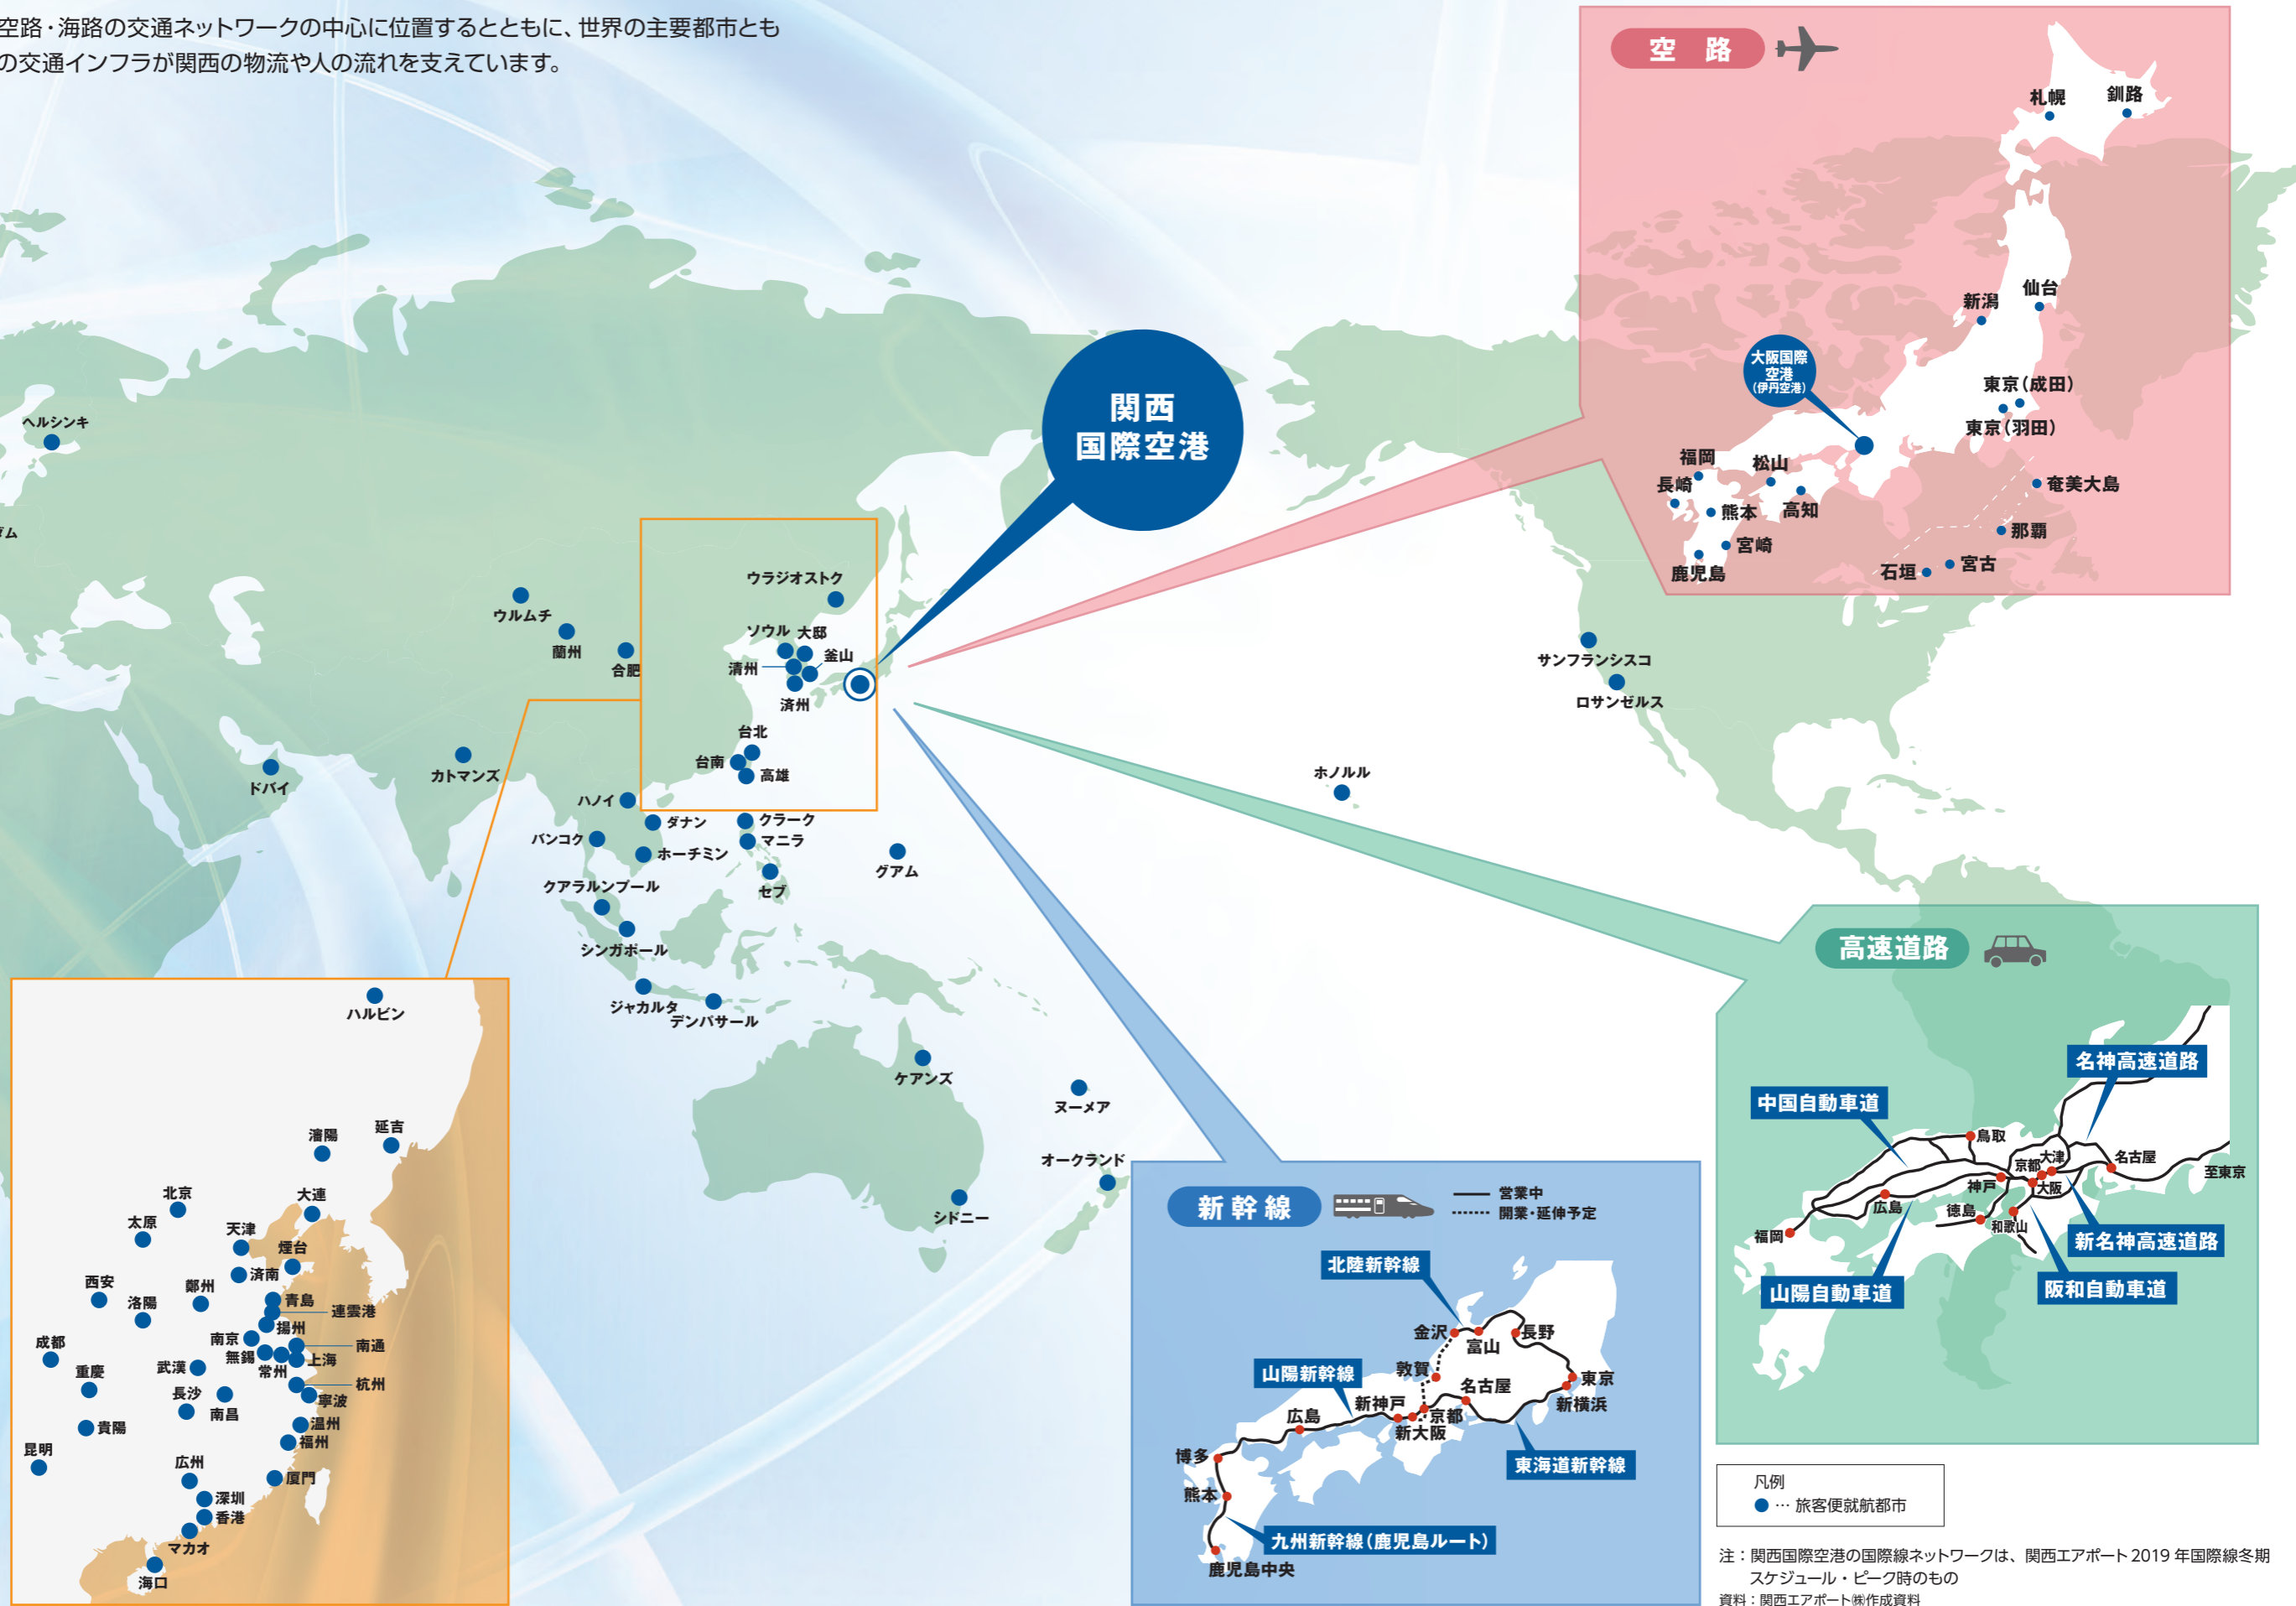 空路・海路の交通ネットワークの中心に位置するとともに、世界の主要都市とも
の交通インフラが関西の物流や人の流れを支えています。
関西
国際空港
ヘルシンキ
ダム
ウラジオストク
ウルムチ
蘭州
合肥
ソウル
大邱
釜山
清州
済州
台北
台南
高雄
ドバイ
カトマンズ
ハノイ
ダナン
バンコク
ホーチミン
クラーク
マニラ
セブ
グアム
クアラルンプール
シンガポール
ジャカルタ
デンパサール
ケアンズ
ヌーメア
オークランド
シドニー
ホノルル
サンフランシスコ
ロサンゼルス
空路
札幌
釧路
新潟
仙台
大阪国際
空港
(伊丹空港)
東京(成田)
東京(羽田)
福岡
松山
長崎
熊本
高知
宮崎
鹿児島
奄美大島
那覇
宮古
石垣
高速道路
名神高速道路
中国自動車道
鳥取
京都
大津
名古屋
至東京
神戸
大阪
広島
徳島
和歌山
福岡
新名神高速道路
山陽自動車道
阪和自動車道
ハルビン
瀋陽
延吉
北京
大連
太原
天津
煙台
済南
西安
鄭州
洛陽
青島
連雲港
揚州
南京
南通
成都
無錫
常州
上海
武漢
重慶
杭州
長沙
南昌
寧波
貴陽
温州
福州
昆明
広州
厦門
深圳
香港
マカオ
海口
新幹線
営業中
開業・延伸予定
北陸新幹線
金沢
富山
長野
敦賀
山陽新幹線
名古屋
東京
新横浜
新神戸
京都
新大阪
広島
東海道新幹線
博多
熊本
九州新幹線(鹿児島ルート)
鹿児島中央
凡例
● … 旅客便就航都市
注：関西国際空港の国際線ネットワークは、関西エアポート2019年国際線冬期
スケジュール・ピーク時のもの
資料：関西エアポート㈱作成資料